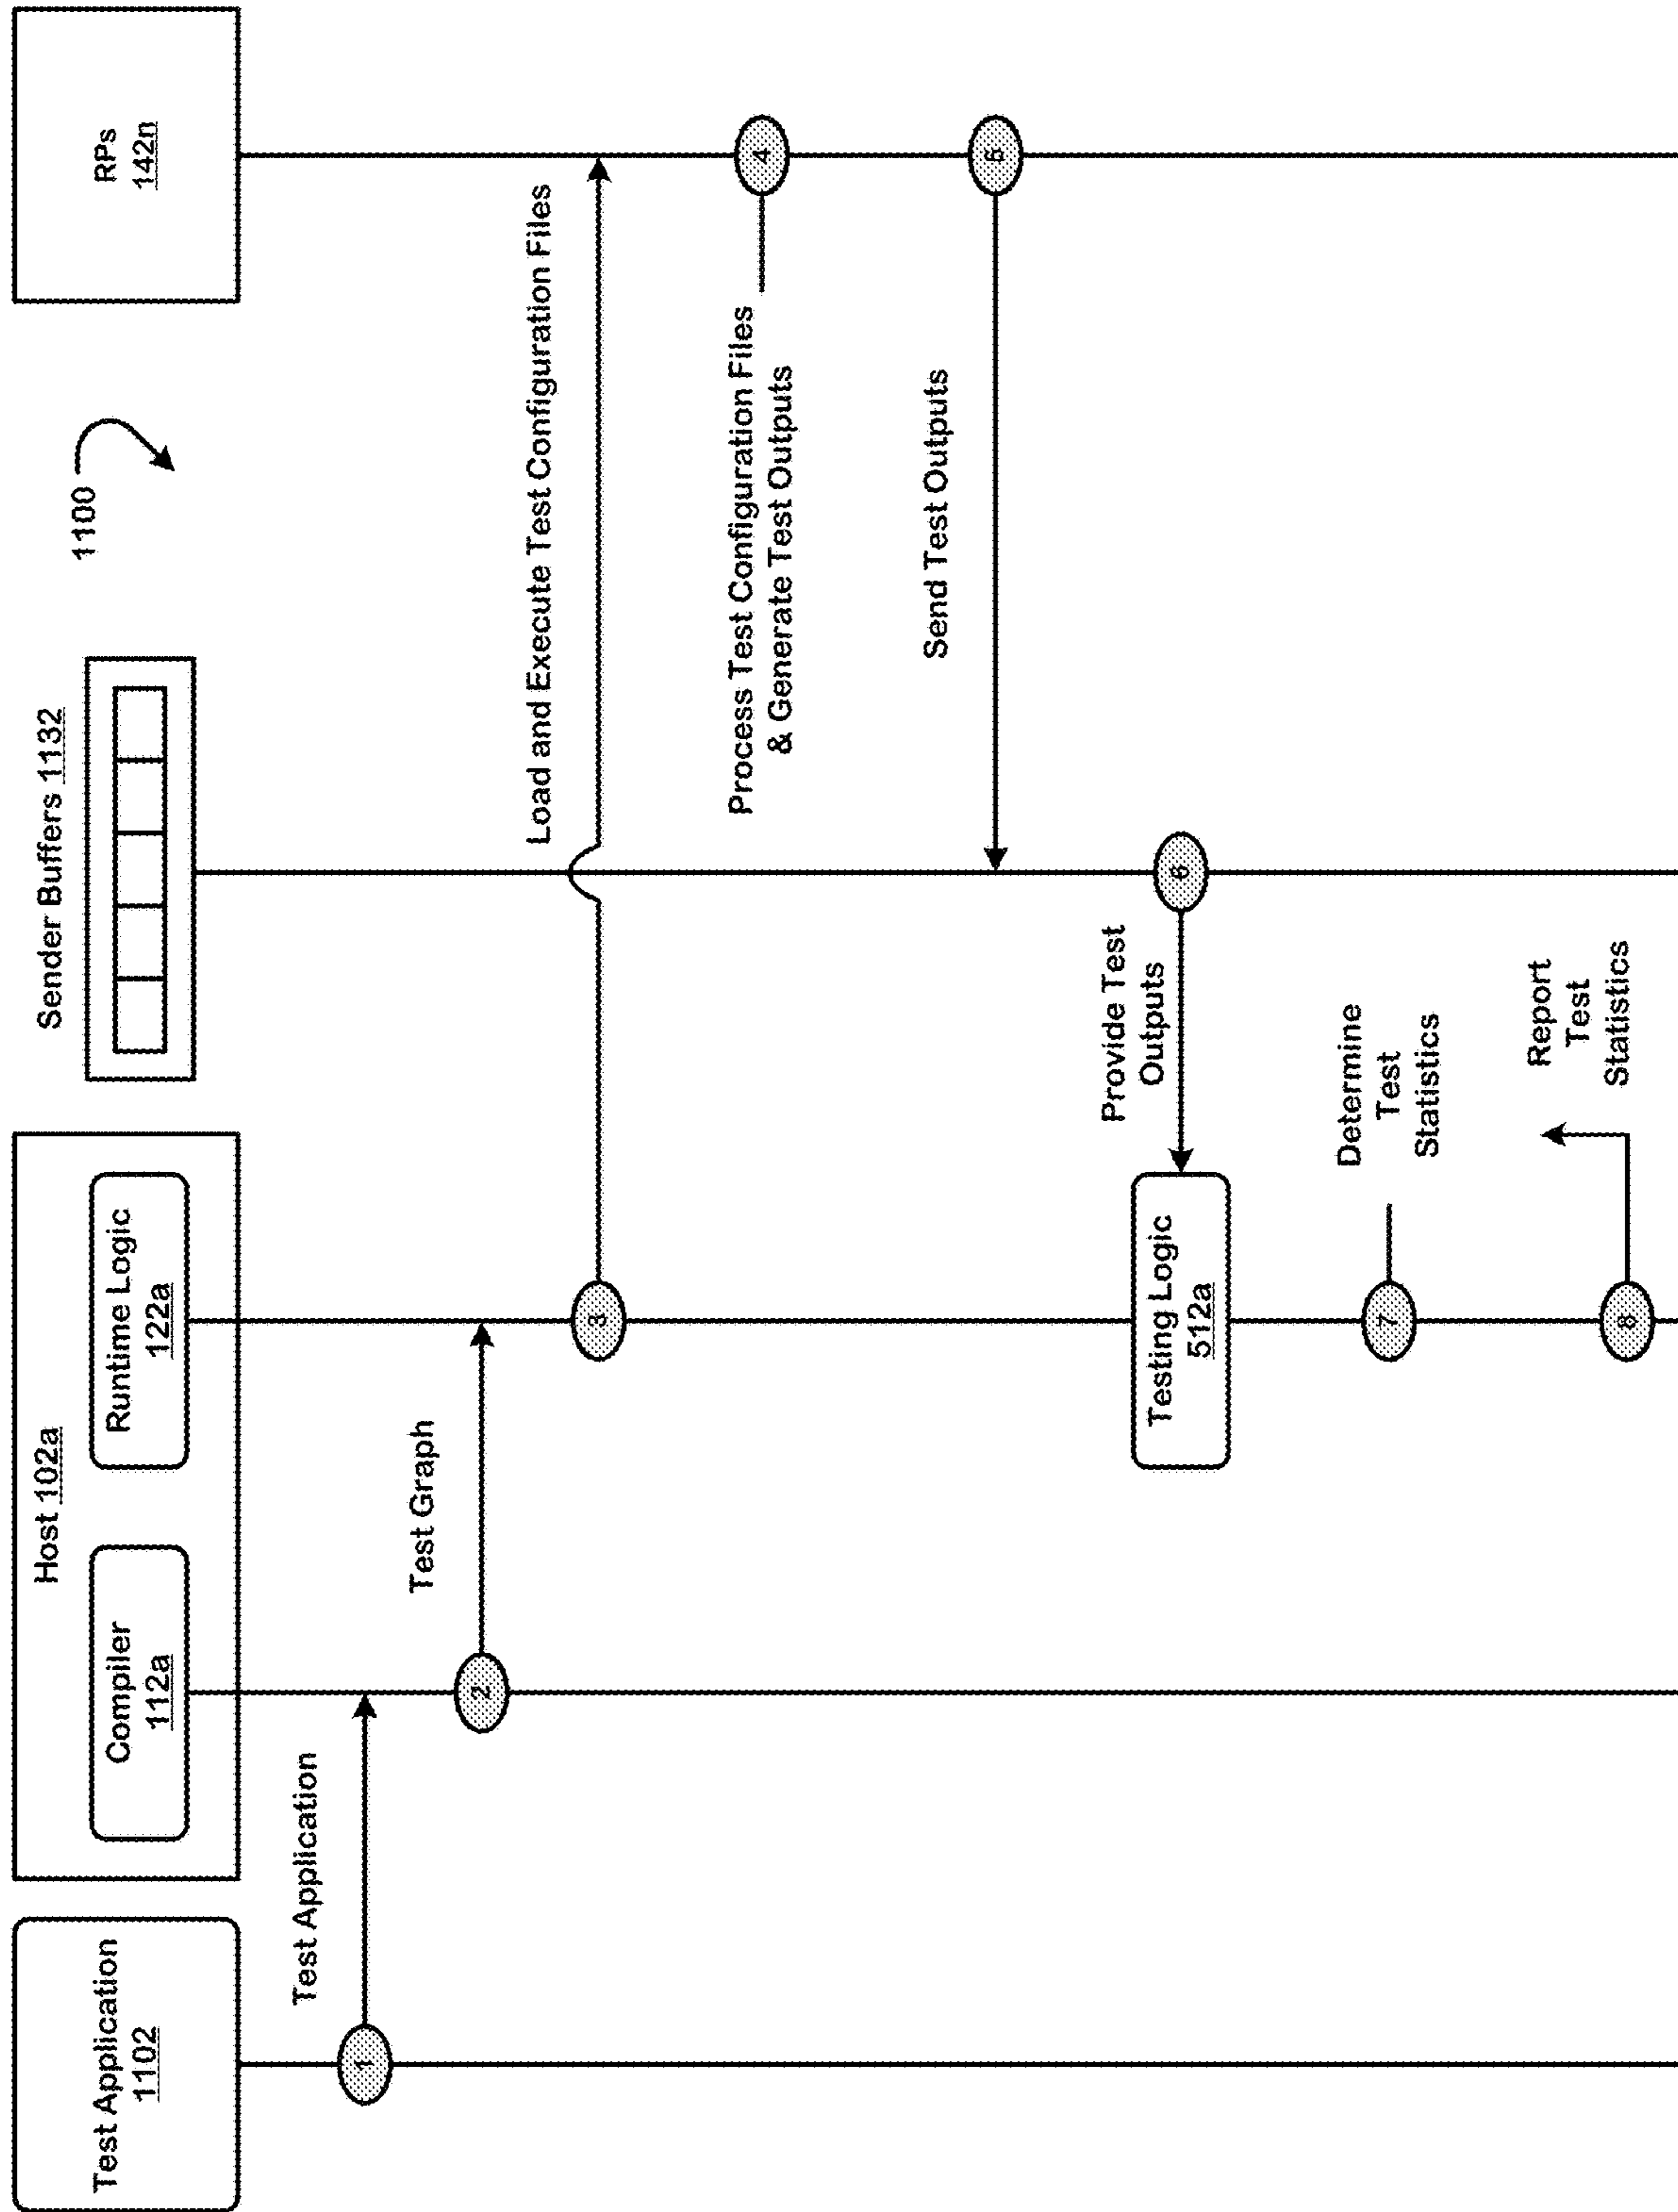 Test Application
1102
Host 102a
Compiler
112a
Runtime Logic
122a
Sender Buffers 1132
1100
RPs
142n
1
Test Application
2
Test Graph
3
Load and Execute Test Configuration Files
4
Process Test Configuration Files
& Generate Test Outputs
5
Send Test Outputs
6
Provide Test
Outputs
Testing Logic
512a
7
Determine
Test
Statistics
8
Report
Test
Statistics